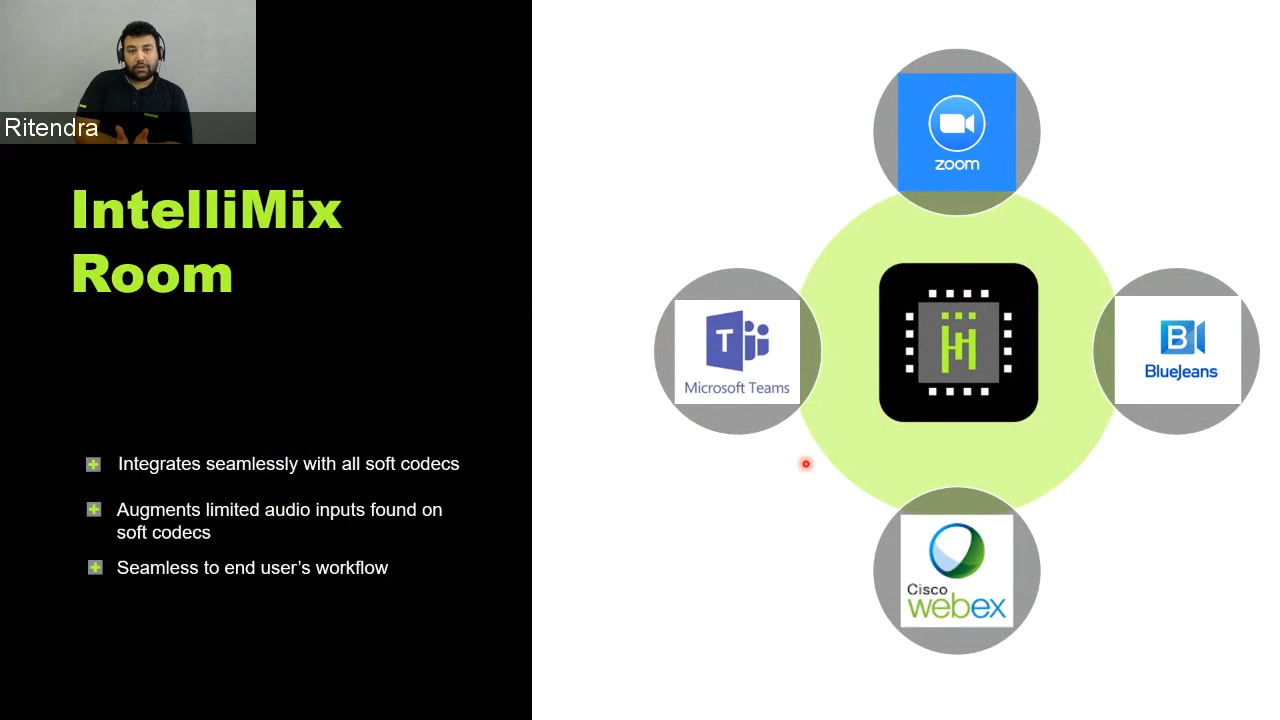 Ritendra
IntelliMix
Room
Integrates seamlessly with all soft codecs
Augments limited audio inputs found on
soft codecs
Seamless to end user's workflow
zoom
T
Microsoft Teams
B
BlueJeans
Cisco
webex